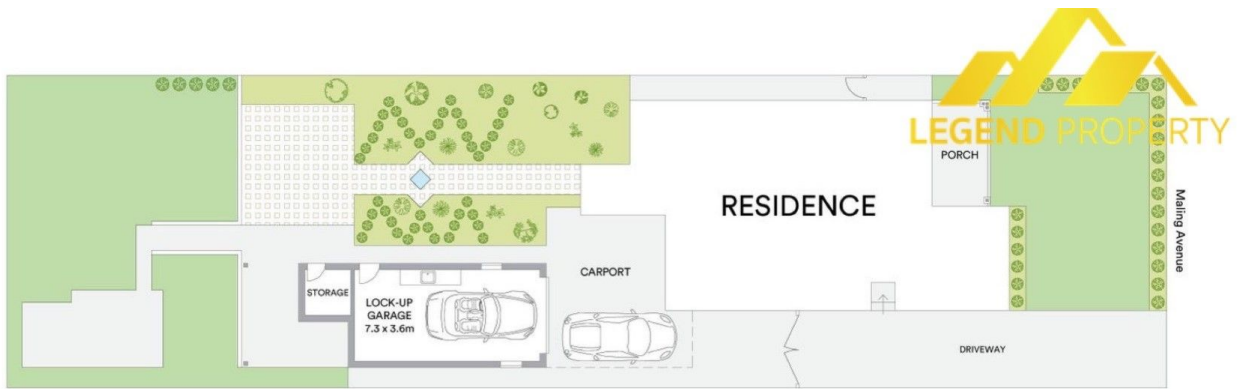 LEGEND PROPERTY
PORCH
RESIDENCE
Maling Avenue
CARPORT
STORAGE
LOCK-UP
GARAGE
7.3 x 3.6m
DRIVEWAY